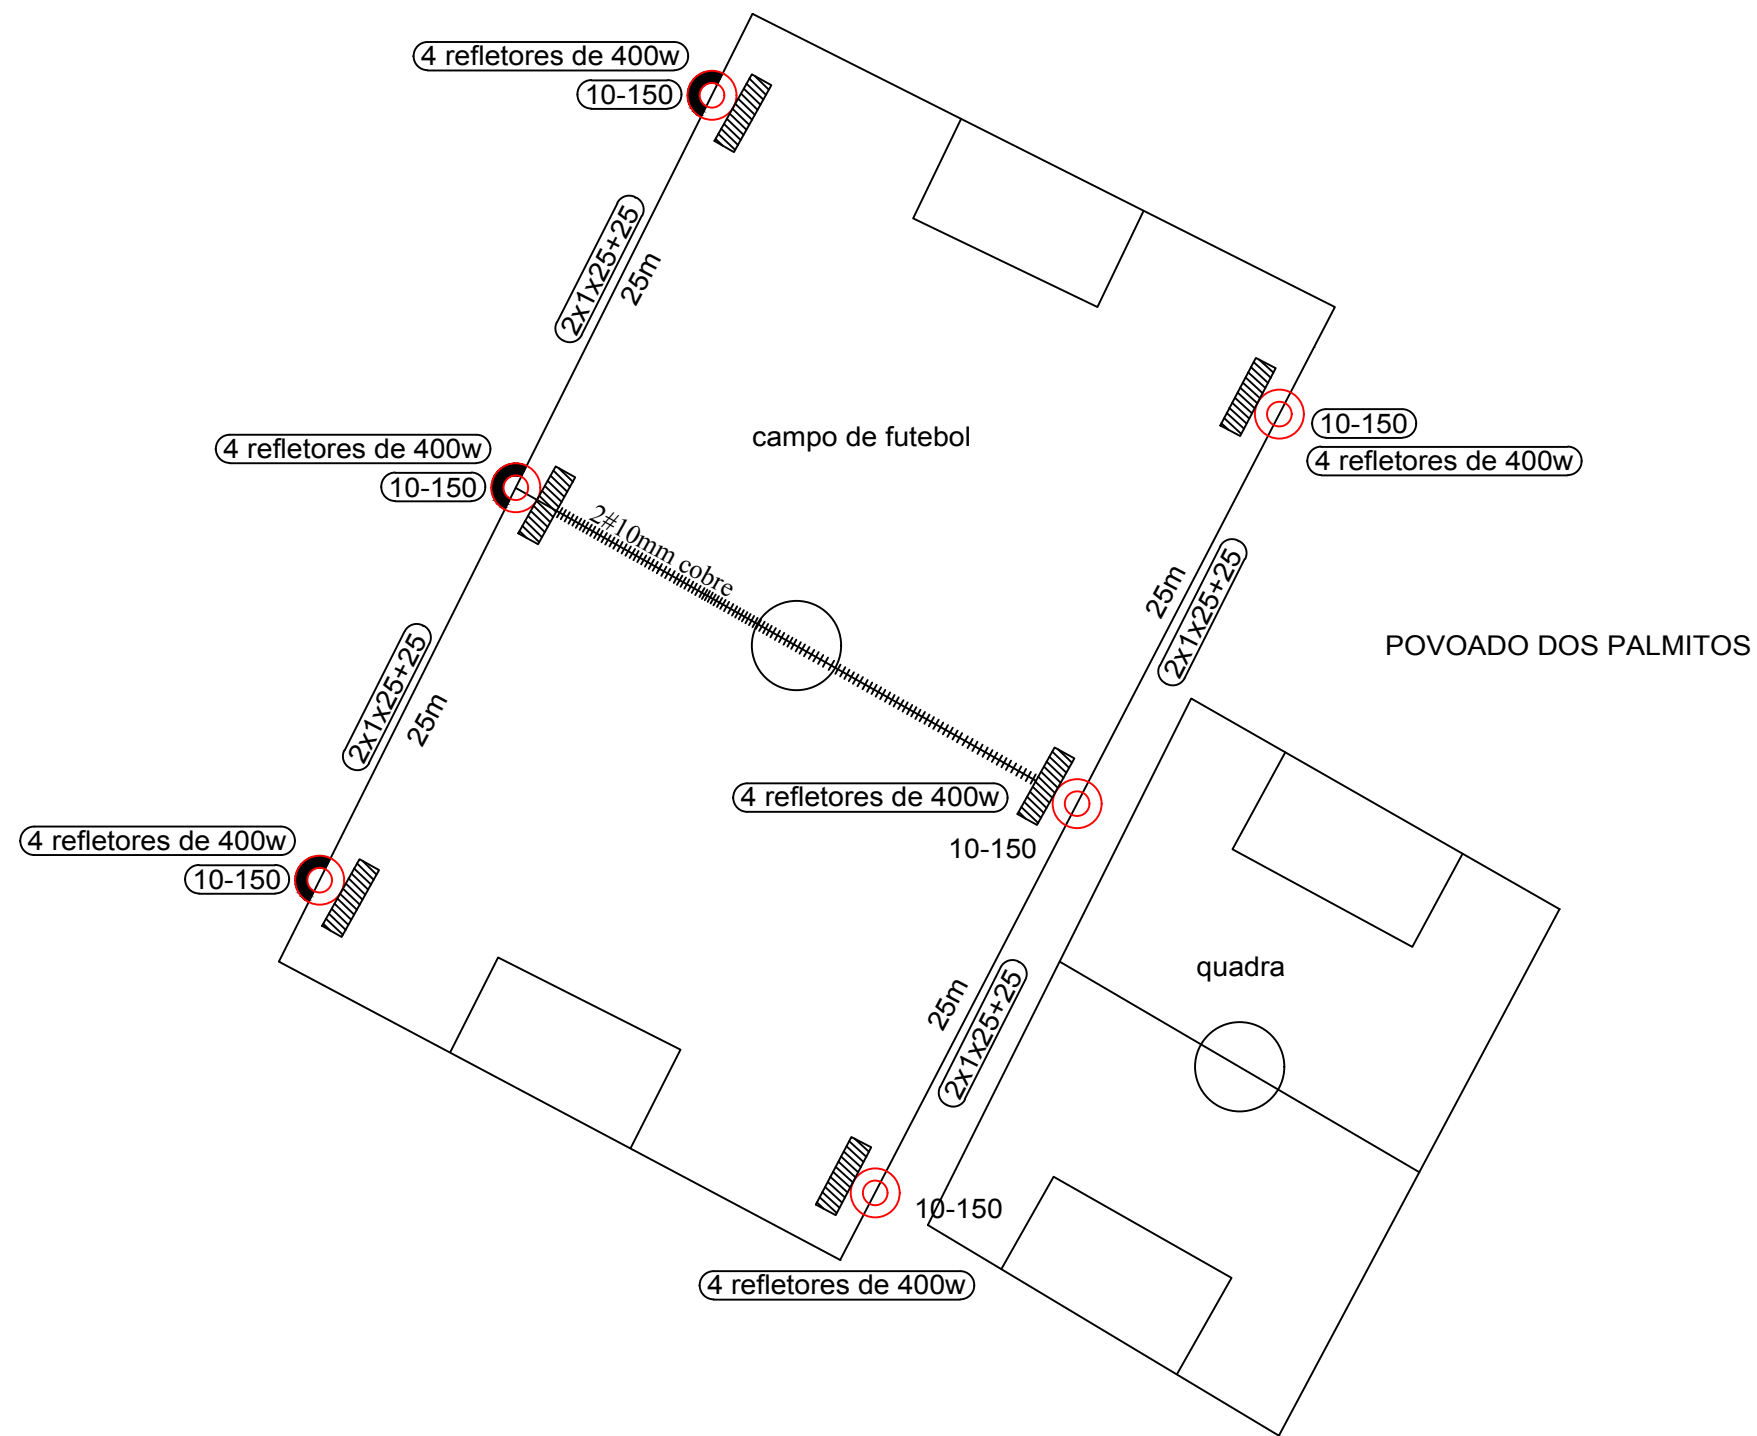 4 refletores de 400w
10-150
2x1x25+25
25m
campo de futebol
10-150
4 refletores de 400w
4 refletores de 400w
10-150
2#10mm cobre
25m
2x1x25+25
POVOADO DOS PALMITOS
2x1x25+25
25m
4 refletores de 400w
10-150
4 refletores de 400w
10-150
quadra
25m
2x1x25+25
10-150
4 refletores de 400w